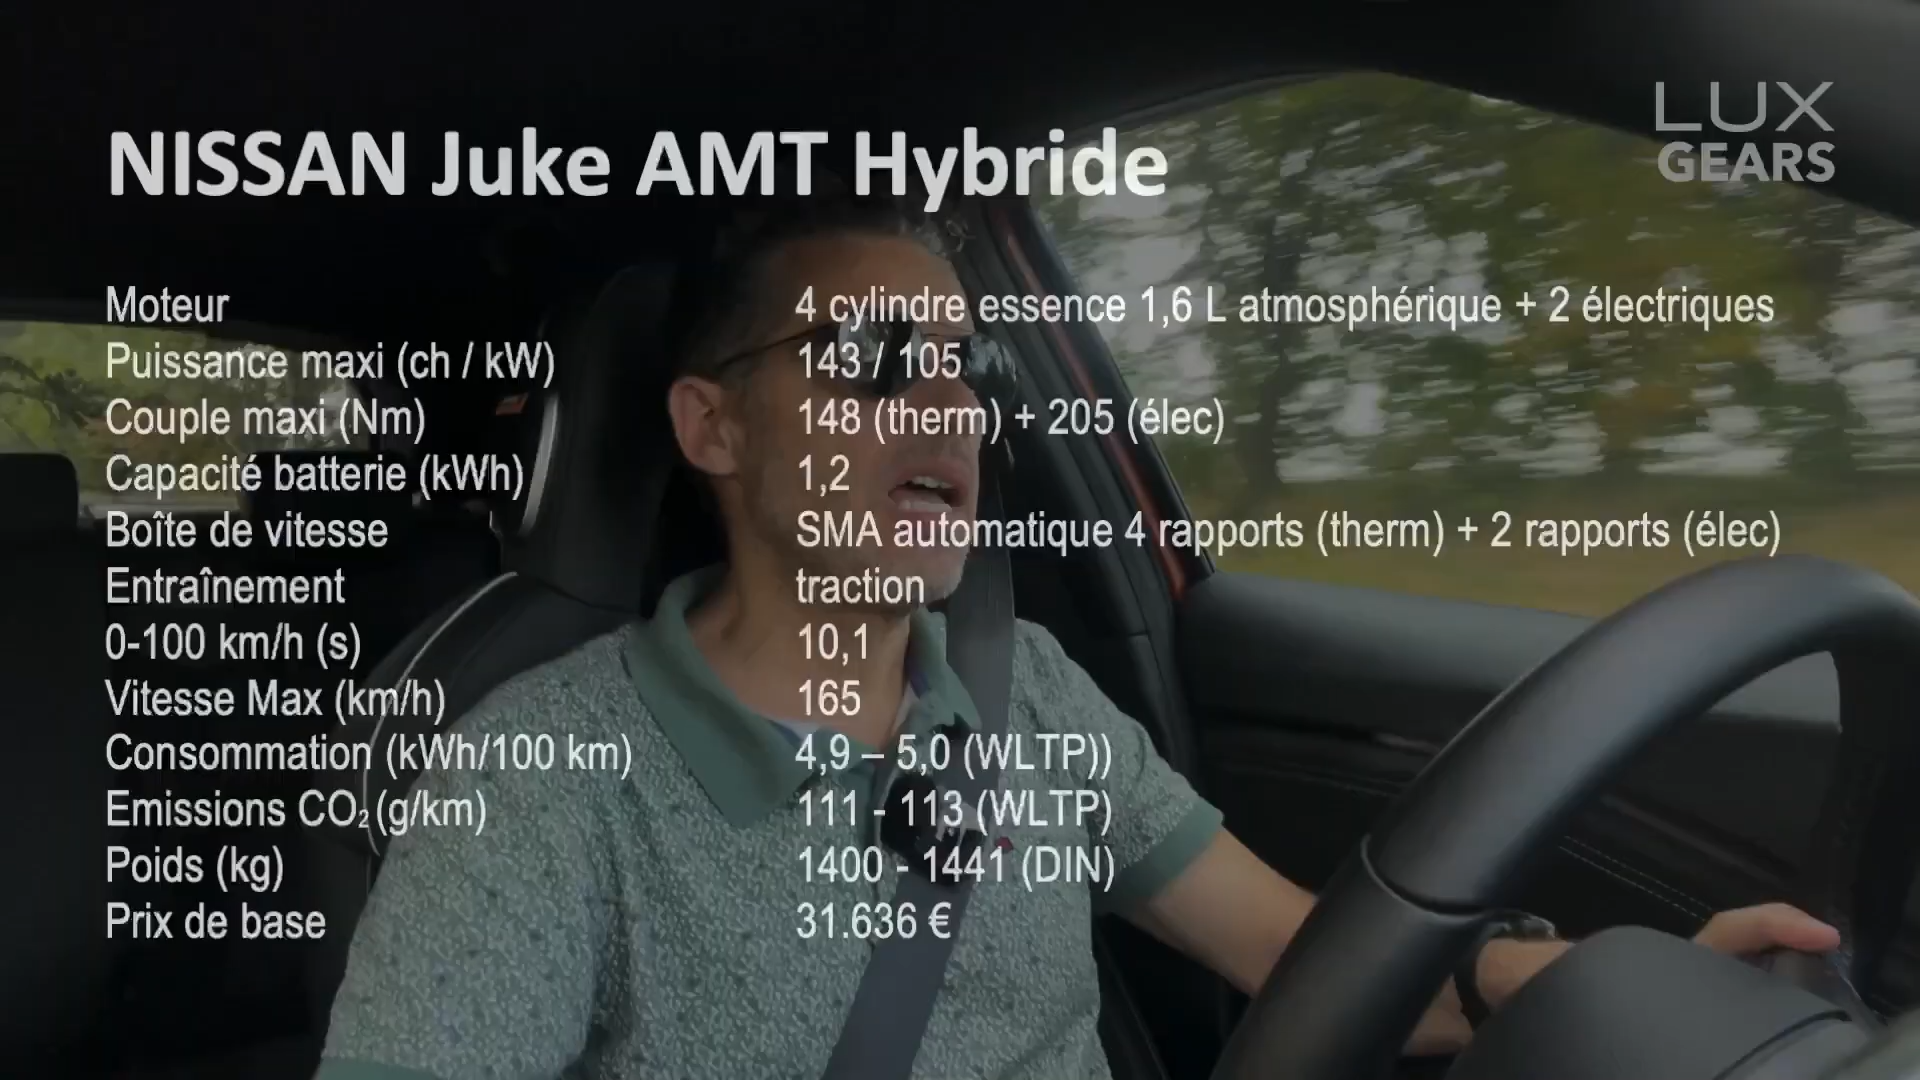 LUX
GEARS
NISSAN Juke AMT Hybride
Moteur 4 cylindre essence 1,6 L atmosphérique + 2 électriques
Puissance maxi (ch / kW) 143 / 105
Couple maxi (Nm) 148 (therm) + 205 (élec)
Capacité batterie (kWh) 1,2
Boîte de vitesse SMA automatique 4 rapports (therm) + 2 rapports (élec)
Entraînement traction
0-100 km/h (s) 10,1
Vitesse Max (km/h) 165
Consommation (kWh/100 km) 4,9 – 5,0 (WLTP))
Emissions CO₂ (g/km) 111 - 113 (WLTP)
Poids (kg) 1400 - 1441 (DIN)
Prix de base 31.636 €